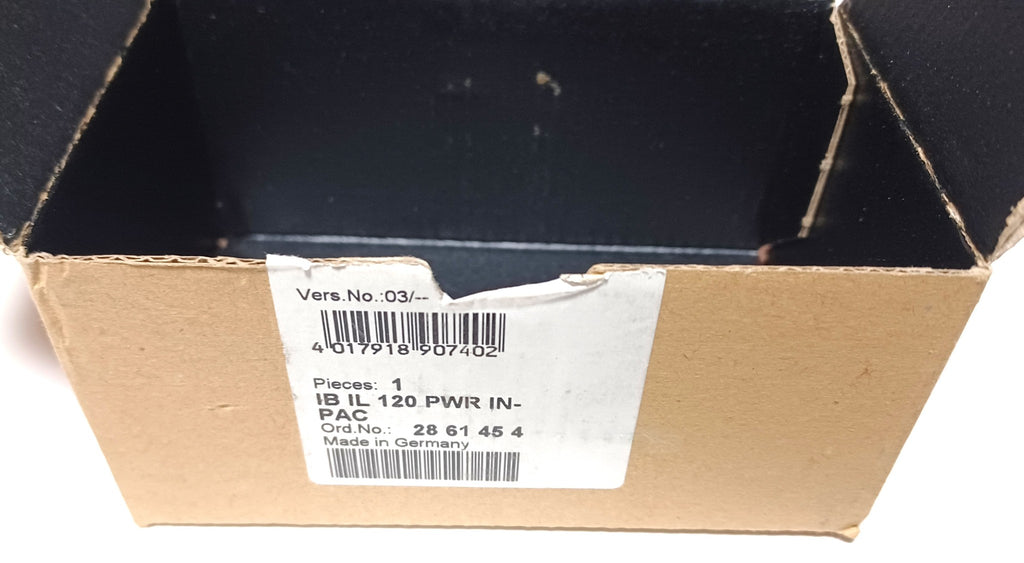 Vers.No.:03/--
4 017918 907402
Pieces: 1
IB IL 120 PWR IN-
PAC
Ord.No.: 28 61 45 4
Made in Germany